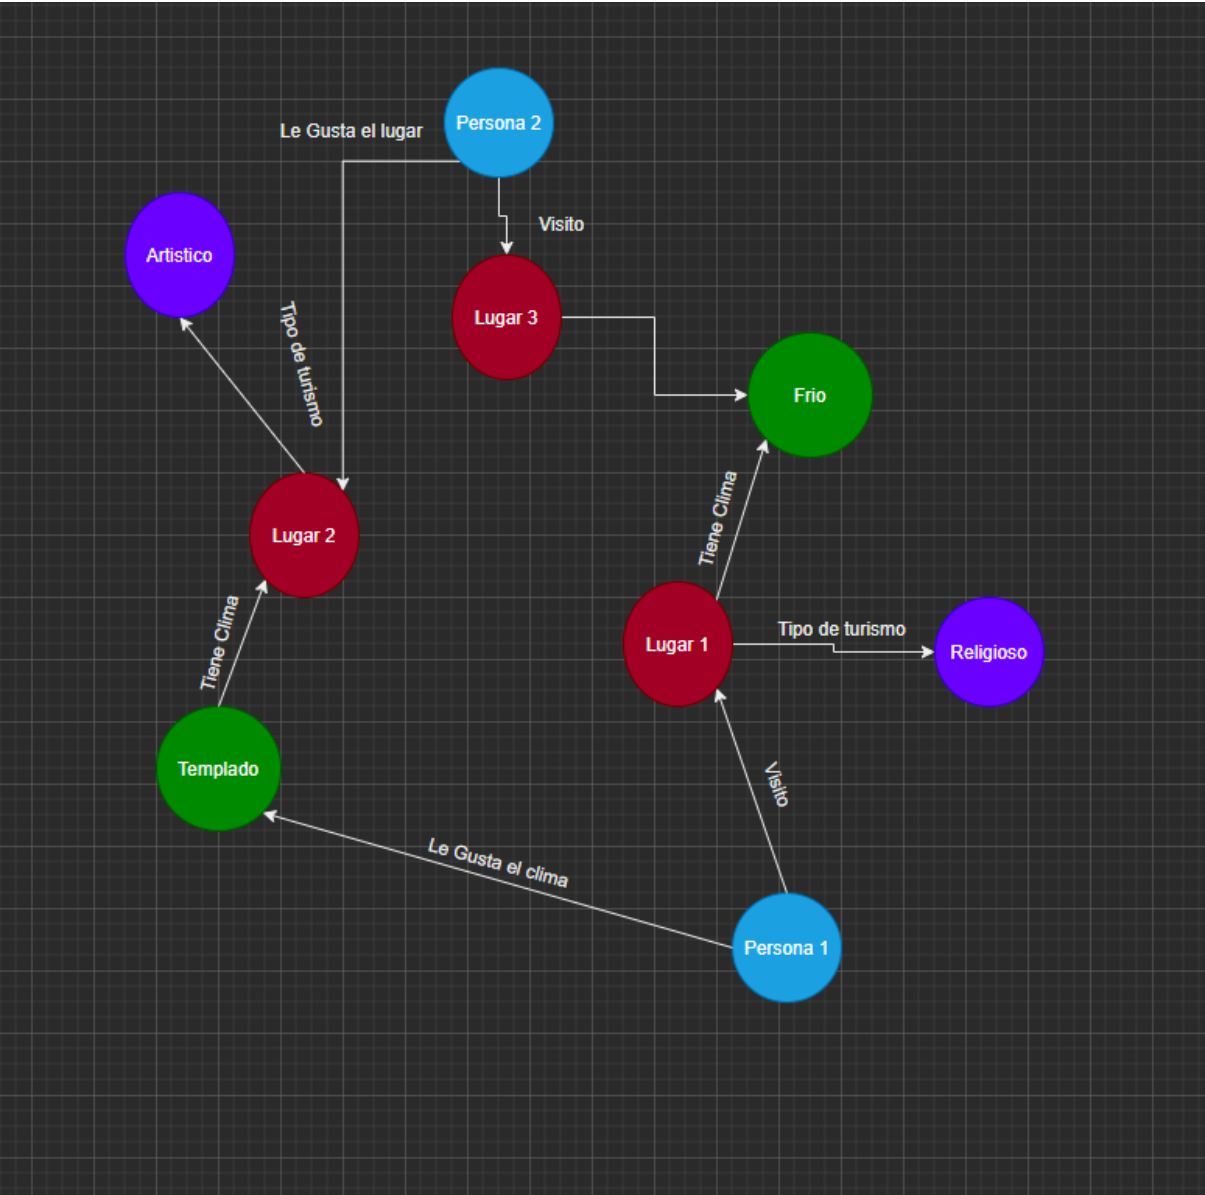 Persona 2
Le Gusta el lugar
Visito
Artistico
Tipo de turismo
Lugar 3
Frio
Tiene Clima
Lugar 2
Tiene Clima
Tipo de turismo
Lugar 1
Religioso
Templado
Visito
Le Gusta el clima
Persona 1